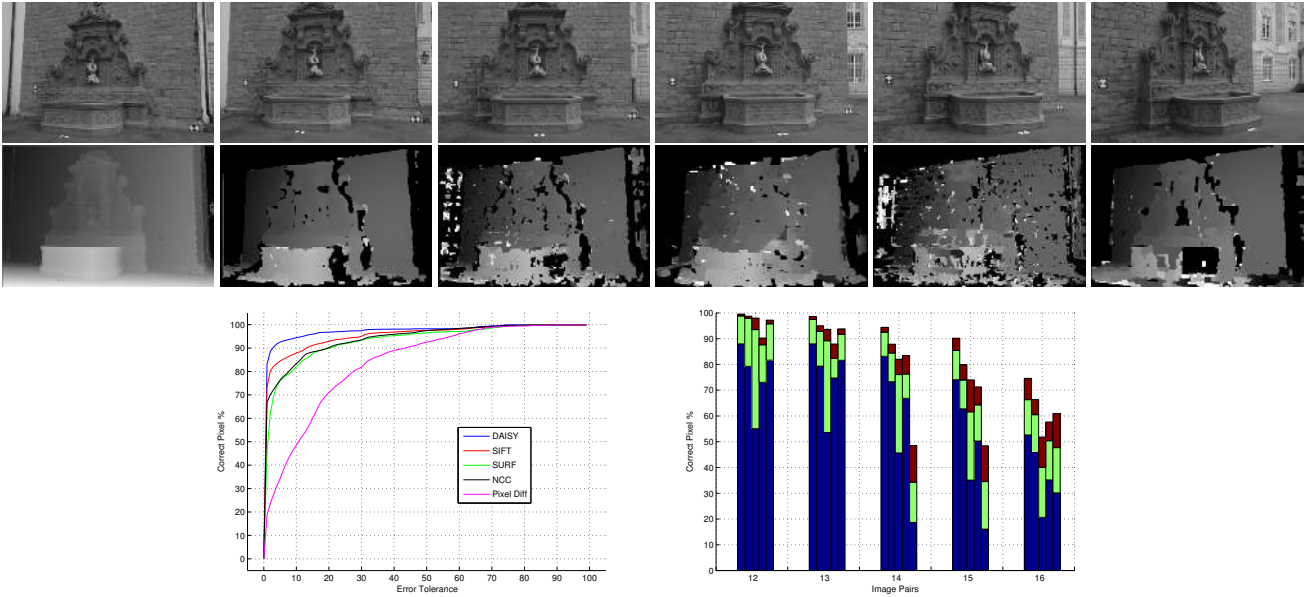 100
90
80
70
60
50
40
30
20
10
0
Correct Pixel %
DAISY
SIFT
SURF
NCC
Pixel Diff
0 10 20 30 40 50 60 70 80 90 100
Error Tolerance
100
90
80
70
60
50
40
30
20
10
0
Correct Pixel %
12 13 14 15 16
Image Pairs